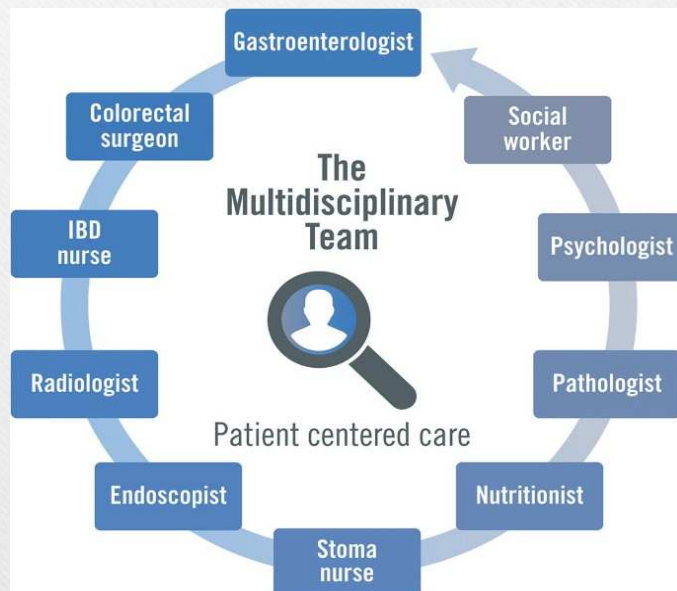 Gastroenterologist
Colorectal
surgeon
Social
worker
The
Multidisciplinary
Team
IBD
nurse
Psychologist
Radiologist
Pathologist
Patient centered care
Endoscopist
Nutritionist
Stoma
nurse